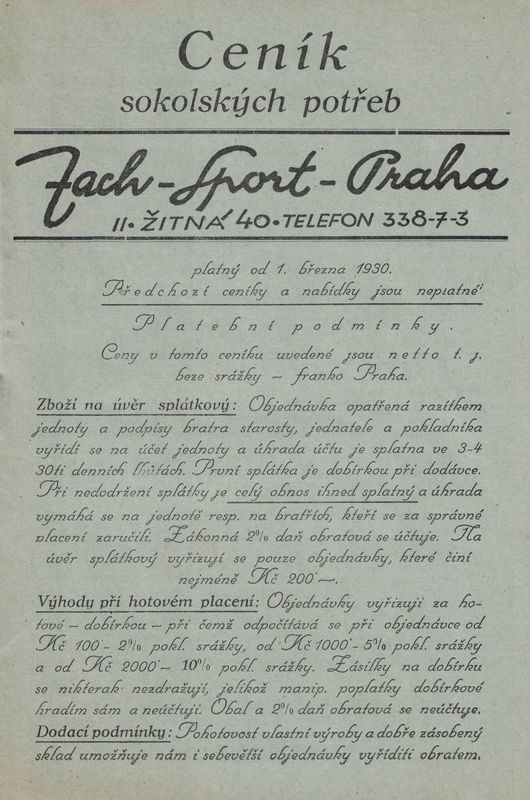 Ceník
sokolských potřeb
Zach-Sport-Praha
II. ŽITNÁ 40. TELEFON 338-7-3
platný od 1. března 1930.
Předchozí ceníky a nabídky jsou neplatné!
Platební podmínky.
Ceny v tomto ceníku uvedené jsou netto t. j.
beze srážky — franko Praha.
Zboží na úvěr splátkový: Objednávka opatřená razítkem
jednoty a podpisy bratra starosty, jednatele a pokladníka
vyřídí se na účet jednoty a úhrada účtu je splatna ve 3-4
30ti denních lhůtách. První splátka je dobírkou při dodávce.
Při nedodržení splátky je celý obnos ihned splatný a úhrada
vymáhá se na jednotě resp. na bratřích, kteří se za správné
placení zaručili. Zákonná 2% daň obratová se účtuje. Na
úvěr splátkový vyřizují se pouze objednávky, které činí
nejméně Kč 200—.
Výhody při hotovém placení: Objednávky vyřizuji za ho-
tové — dobírkou — při čemž odpočítává se při objednávce od
Kč 100 - 2% pokl. srážky, od Kč 1000 - 5% pokl. srážky
a od Kč 2000 — 10% pokl. srážky. Zásilky na dobírku
se nikterak nezdražují, jelikož manip. poplatky dobírkové
hradím sám a neúčtuji. Obal a 2% daň obratová se neúčtuje.
Dodací podmínky: Pohotovost vlastní výroby a dobře zásobený
sklad umožňuje nám i sebevětší objednávky vyříditi obratem.